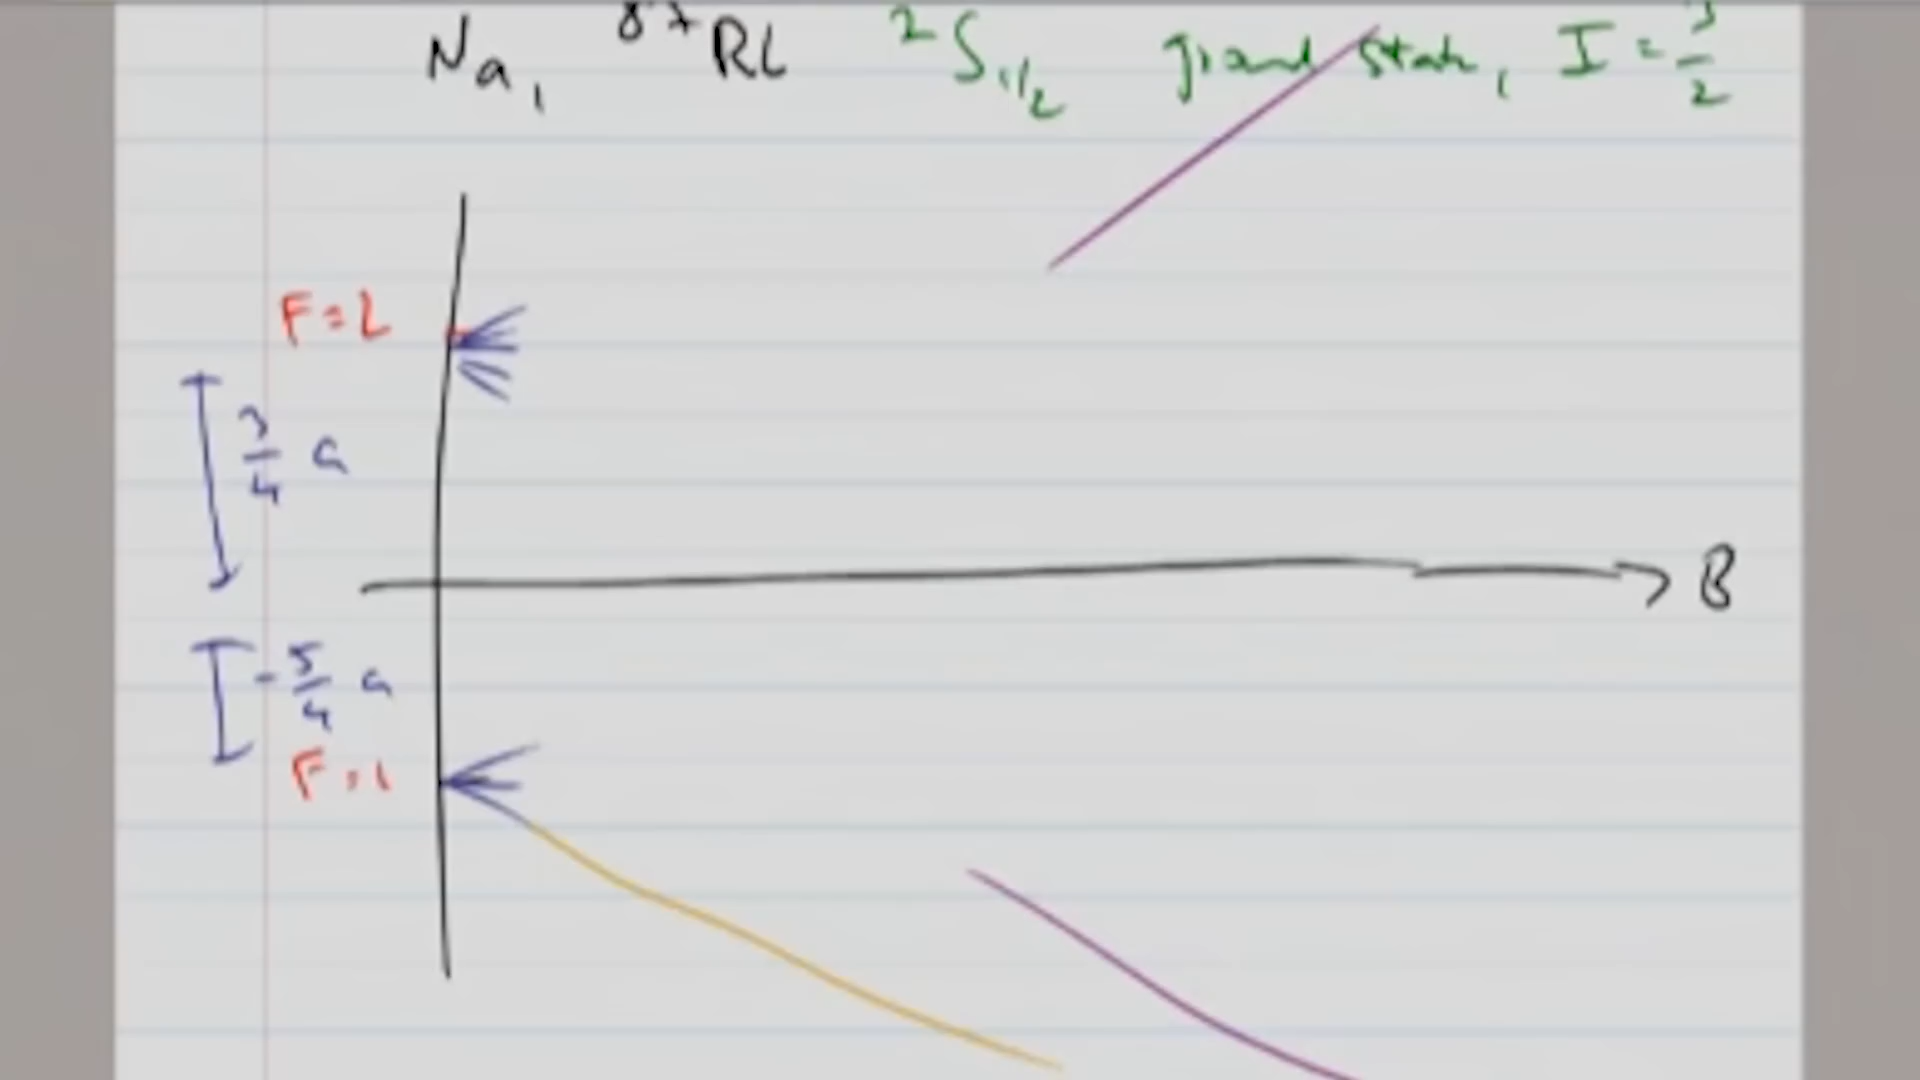 Na, ⁸⁷Rb ²S₁/₂ ground state, I = 3/2
F=2
3/4 a
B
-5/4 a
F=1